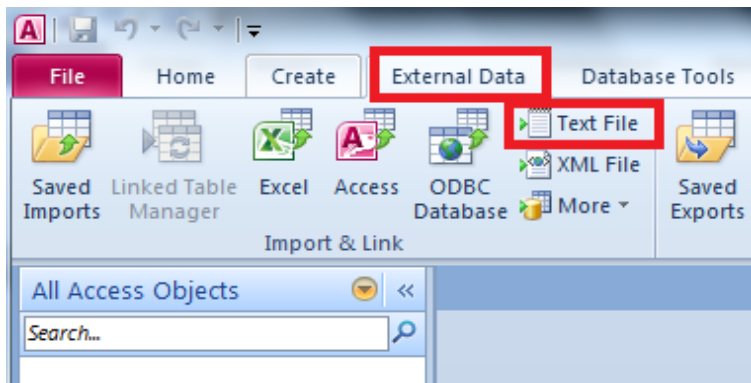 A
File Home Create External Data Database Tools
Text File
XML File
Saved Imports
Linked Table Manager
Excel
Access
ODBC Database
More
Saved Exports
Import & Link
All Access Objects
Search...